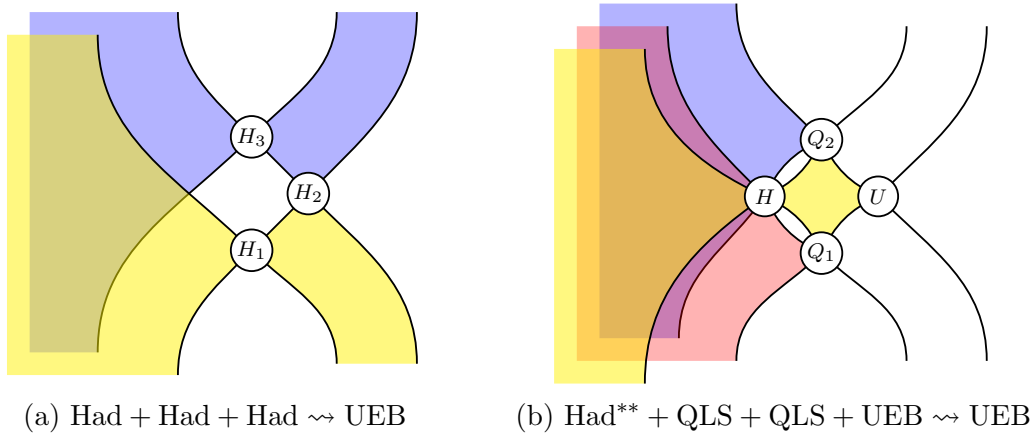 H₃
H₂
H₁
Q₂
H
U
Q₁
(a) Had + Had + Had ⇝ UEB
(b) Had** + QLS + QLS + UEB ⇝ UEB